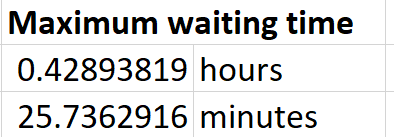 Maximum waiting time
0.42893819 hours
25.7362916 minutes